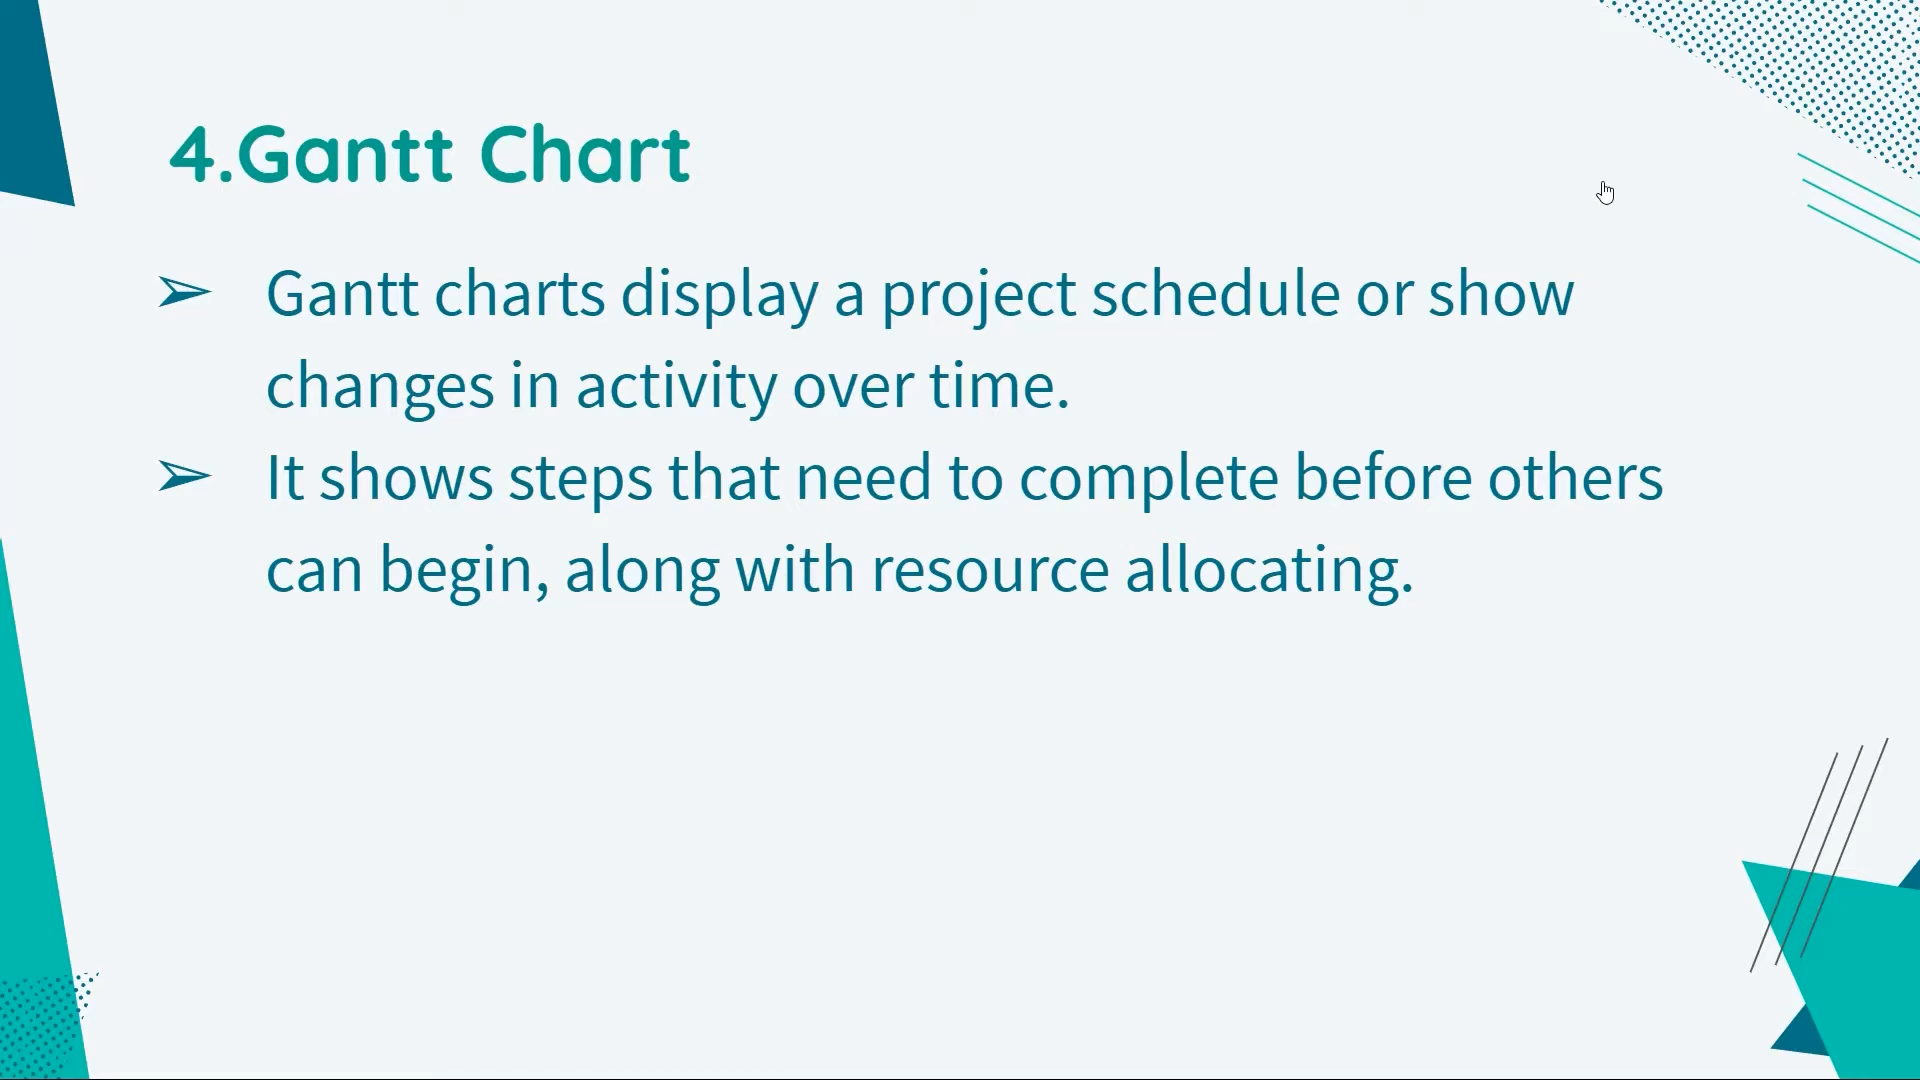 4.Gantt Chart
➢ Gantt charts display a project schedule or show
changes in activity over time.
➢ It shows steps that need to complete before others
can begin, along with resource allocating.